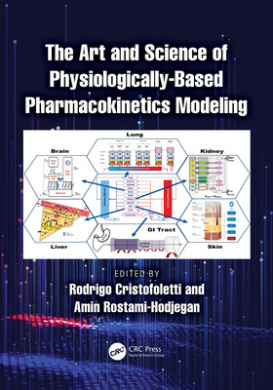 The Art and Science of
Physiologically-Based
Pharmacokinetics Modeling
Lung
Brain
Kidney
Liver
GI Tract
Skin
EDITED BY
Rodrigo Cristofoletti and
Amin Rostami-Hodjegan
CRC
CRC Press
Taylor & Francis Group